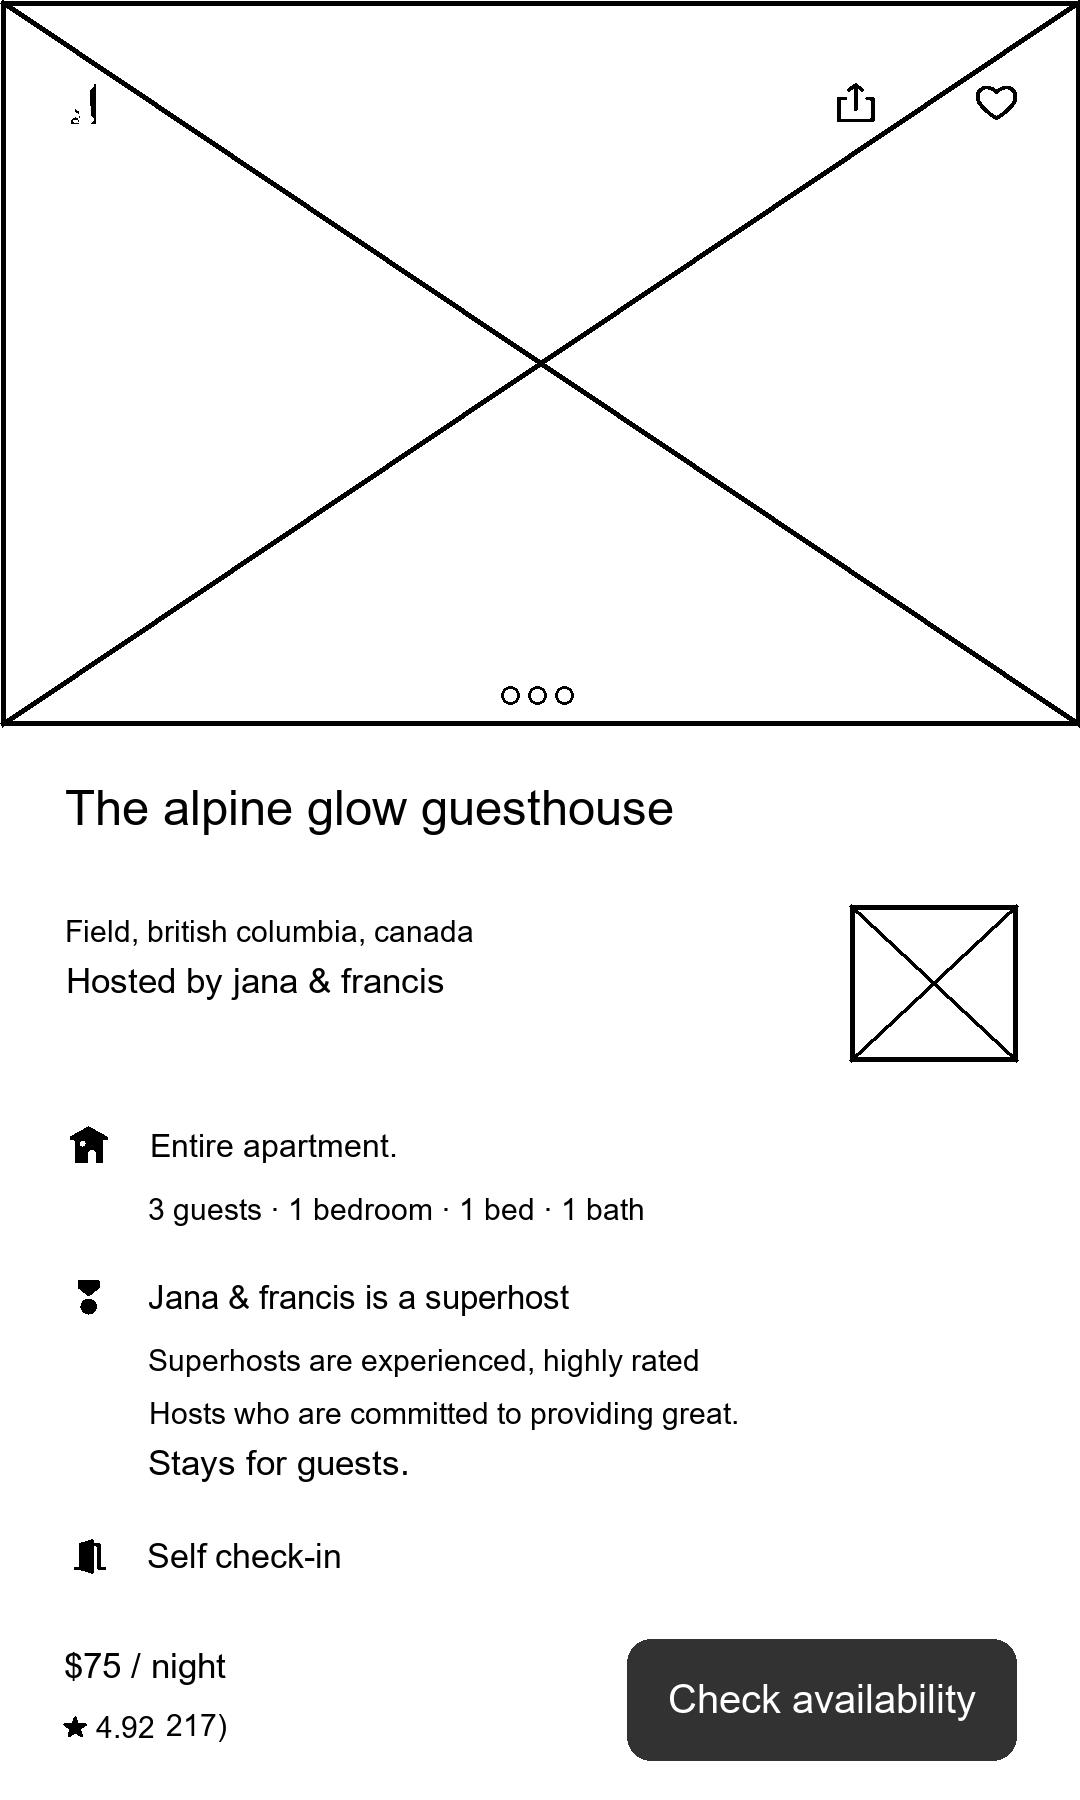 The alpine glow guesthouse
Field, british columbia, canada
Hosted by jana & francis
Entire apartment.
3 guests · 1 bedroom · 1 bed · 1 bath
Jana & francis is a superhost
Superhosts are experienced, highly rated
Hosts who are committed to providing great.
Stays for guests.
Self check-in
$75 / night
4.92 217)
Check availability